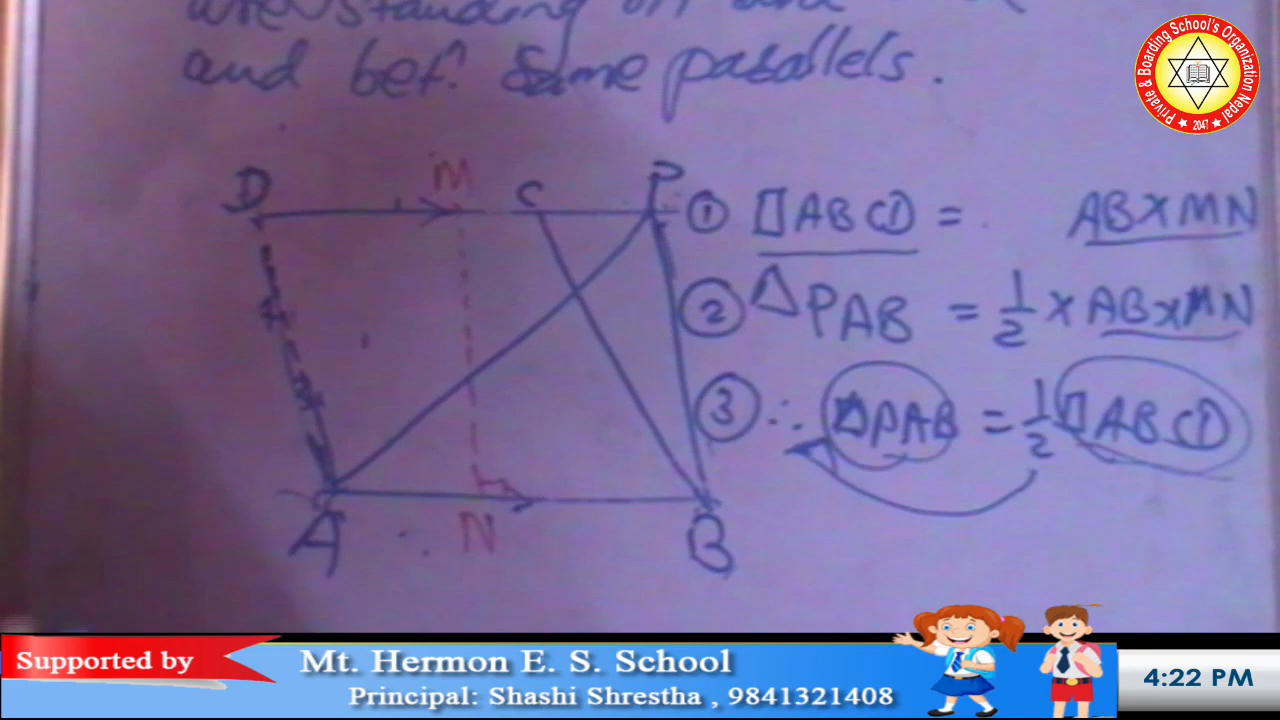 and bet. Same parallels.
Private & Boarding School's Organization Nepal
2047
D M C P
① ▱ABCD = AB×MN
② △PAB = 1/2 × AB×MN
③ ∴ △PAB = 1/2 ▱ABCD
A N B
Supported by
Mt. Hermon E. S. School
Principal: Shashi Shrestha , 9841321408
4:22 PM